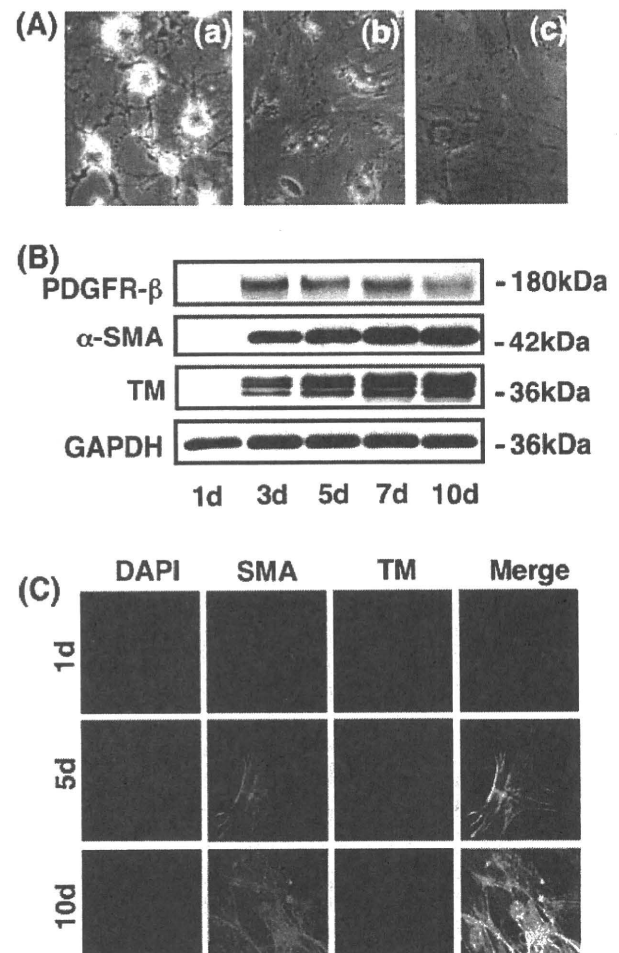 (A) (a) (b) (c)
(B)
PDGFR-β - 180kDa
α-SMA - 42kDa
TM - 36kDa
GAPDH - 36kDa
1d 3d 5d 7d 10d
(C) DAPI SMA TM Merge
1d
5d
10d